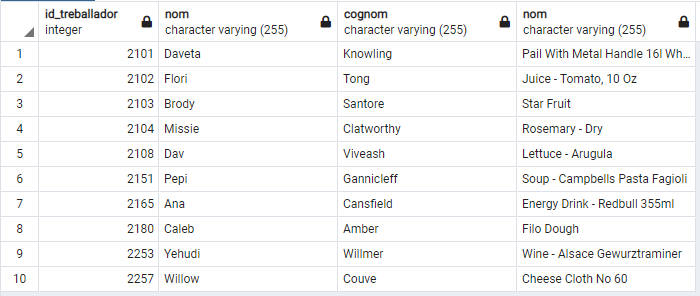 id_treballador nom cognom nom
integer character varying (255) character varying (255) character varying (255)
1 2101 Daveta Knowling Pail With Metal Handle 16l Wh...
2 2102 Flori Tong Juice - Tomato, 10 Oz
3 2103 Brody Santore Star Fruit
4 2104 Missie Clatworthy Rosemary - Dry
5 2108 Dav Viveash Lettuce - Arugula
6 2151 Pepi Gannicleff Soup - Campbells Pasta Fagioli
7 2165 Ana Cansfield Energy Drink - Redbull 355ml
8 2180 Caleb Amber Filo Dough
9 2253 Yehudi Willmer Wine - Alsace Gewurztraminer
10 2257 Willow Couve Cheese Cloth No 60